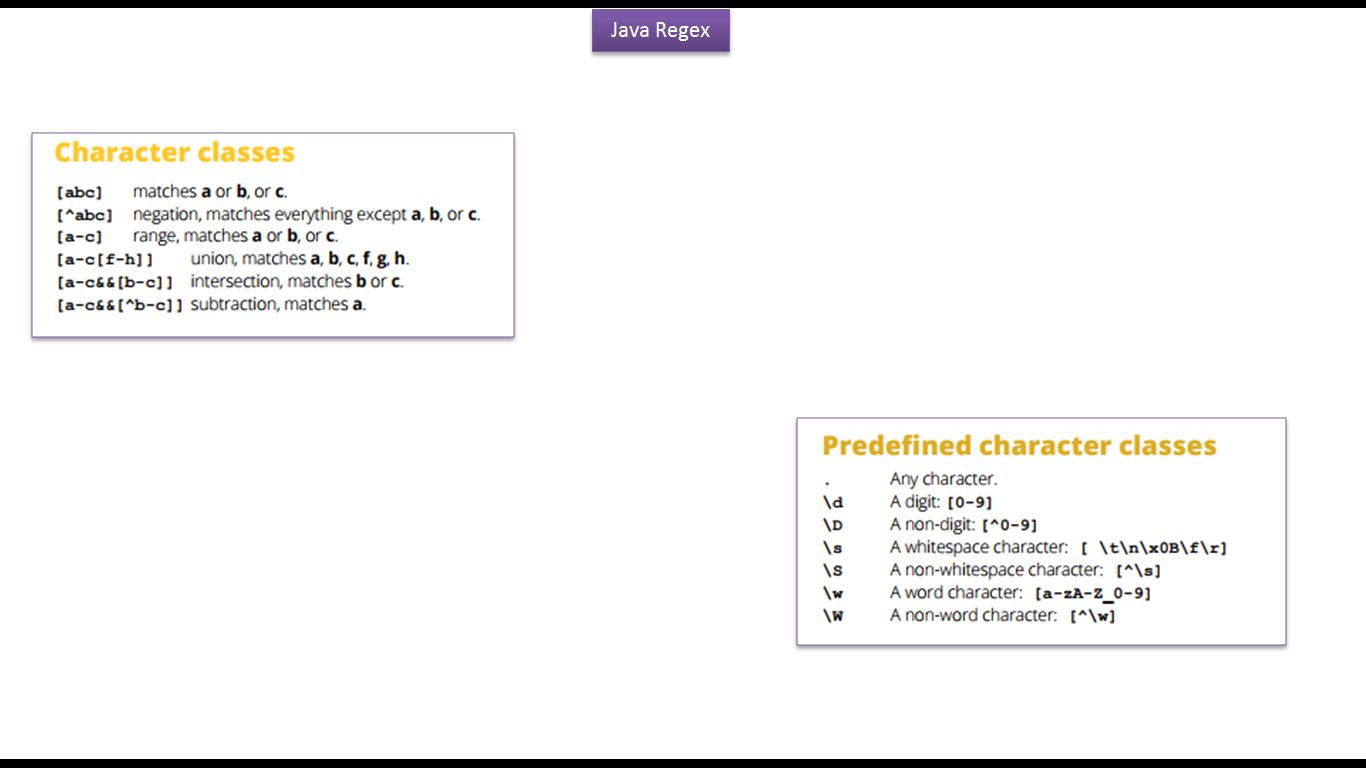 Java Regex
Character classes
[abc] matches a or b, or c.
[^abc] negation, matches everything except a, b, or c.
[a-c] range, matches a or b, or c.
[a-c[f-h]] union, matches a, b, c, f, g, h.
[a-c&&[b-c]] intersection, matches b or c.
[a-c&&[^b-c]] subtraction, matches a.
Predefined character classes
. Any character.
\d A digit: [0-9]
\D A non-digit: [^0-9]
\s A whitespace character: [ \t\n\x0B\f\r]
\S A non-whitespace character: [^\s]
\w A word character: [a-zA-Z_0-9]
\W A non-word character: [^\w]